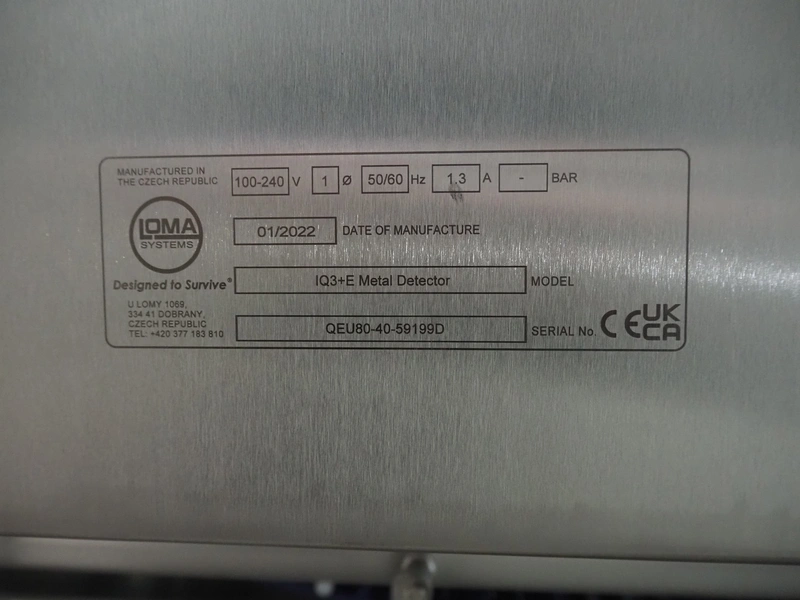 MANUFACTURED IN
THE CZECH REPUBLIC
100-240 V 1 Ø 50/60 Hz 1.3 A - BAR
LOMA
SYSTEMS
01/2022 DATE OF MANUFACTURE
Designed to Survive®
IQ3+E Metal Detector MODEL
U LOMY 1069,
334 41 DOBRANY,
CZECH REPUBLIC
TEL: +420 377 183 810
QEU80-40-59199D SERIAL No. CE UK
CA